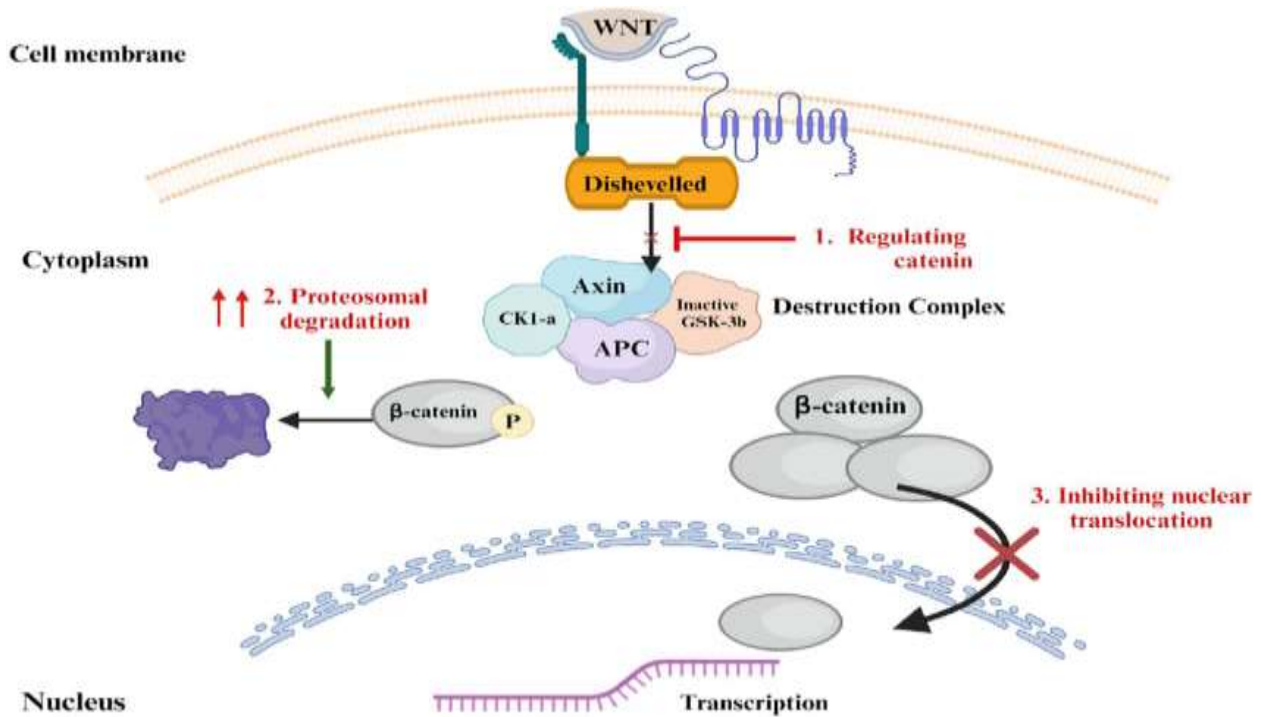 WNT
Cell membrane
Dishevelled
1. Regulating
catenin
Cytoplasm
2. Proteosomal
degradation
Axin
Inactive
GSK-3b
Destruction Complex
CK1-a
APC
β-catenin
P
β-catenin
3. Inhibiting nuclear
translocation
Nucleus
Transcription